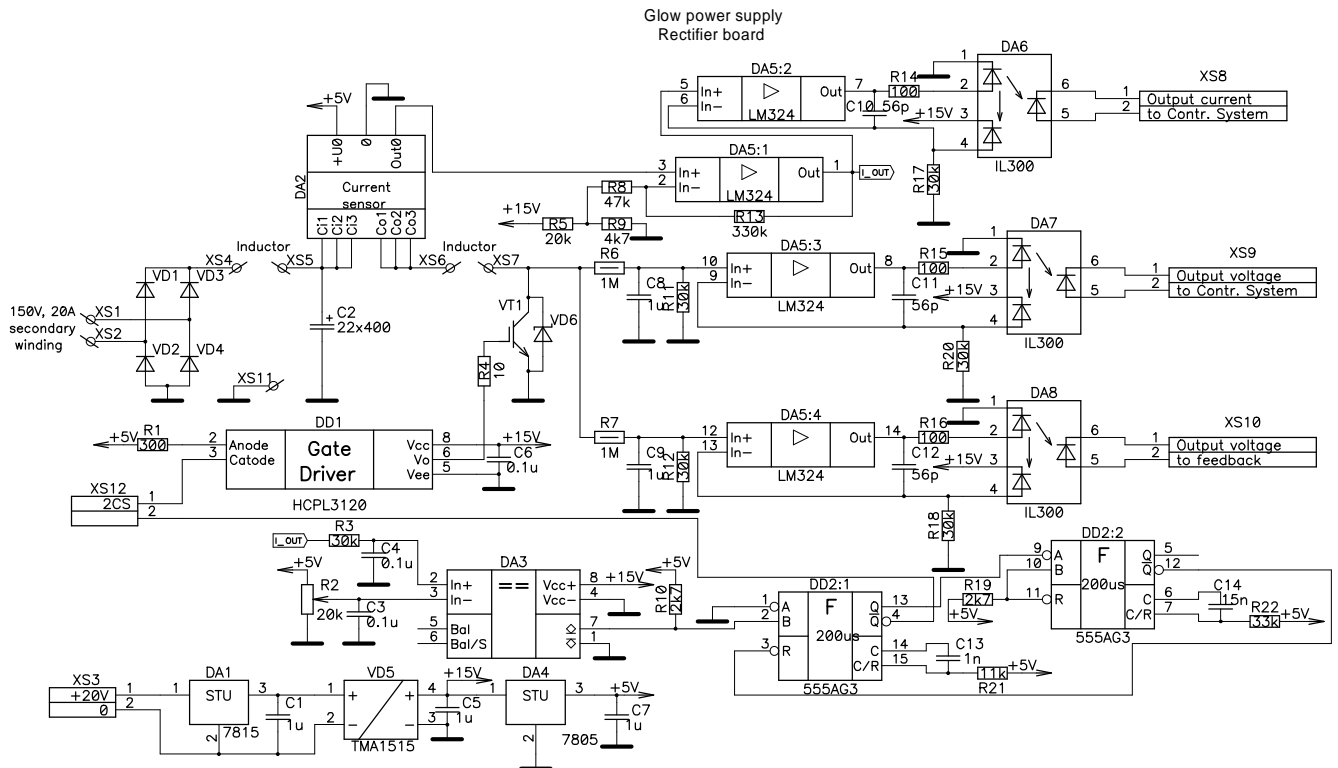 Glow power supply
Rectifier board
DA6
1
2
3
4
6
5
IL300
XS8
1 Output current
2 to Contr. System
DA5:2
5 In+
6 In-
Out 7
LM324
R14
100
C10 56p
+15V
R17
30k
DA5:1
3 In+
2 In-
Out 1
LM324
I_OUT
R8
47k
R13
330k
+15V
R5
20k
R9
4k7
+5V
+U0
0
Out0
DA2
Current
sensor
Ci1
Ci2
Ci3
Co1
Co2
Co3
Inductor
XS4
XS5
Inductor
XS6
XS7
VD1
VD3
VD2
VD4
150V, 20A
secondary
winding
XS1
XS2
XS11
+ C2
22x400
VT1
VD6
R4
10
R6
1M
C8
1u
R11
30k
DA5:3
10 In+
9 In-
Out 8
LM324
R15
100
C11
56p
+15V
R20
30k
DA7
1
2
3
4
6
5
IL300
XS9
1 Output voltage
2 to Contr. System
R7
1M
C9
1u
R12
30k
DA5:4
12 In+
13 In-
Out 14
LM324
R16
100
C12
56p
+15V
R18
30k
DA8
1
2
3
4
6
5
IL300
XS10
1 Output voltage
2 to feedback
+5V
R1
300
DD1
2 Anode
3 Catode
Gate
Driver
Vcc 8
Vo 6
Vee 5
HCPL3120
+15V
C6
0.1u
XS12
2CS
1
2
I_OUT
R3
30k
C4
0.1u
+5V
R2
20k
C3
0.1u
DA3
2 In+
3 In-
5 Bal
6 Bal/S
==
Vcc+ 8
Vcc- 4
7
1
+15V
+5V
R10
2k7
DD2:1
1 A
2 B
3 R
F
200us
Q 13
Q 4
C 14
C/R 15
555AG3
C13
1n
R21
11k
+5V
DD2:2
9 A
10 B
11 R
F
200us
Q 5
Q 12
C 6
C/R 7
555AG3
R19
2k7
+5V
C14
15n
R22
33k
+5V
XS3
+20V 1
0 2
DA1
1 STU 3
2
7815
C1
1u
VD5
1 +
2 -
+ 4
- 3
TMA1515
+15V
C5
1u
DA4
1 STU 3
2
7805
+5V
C7
1u